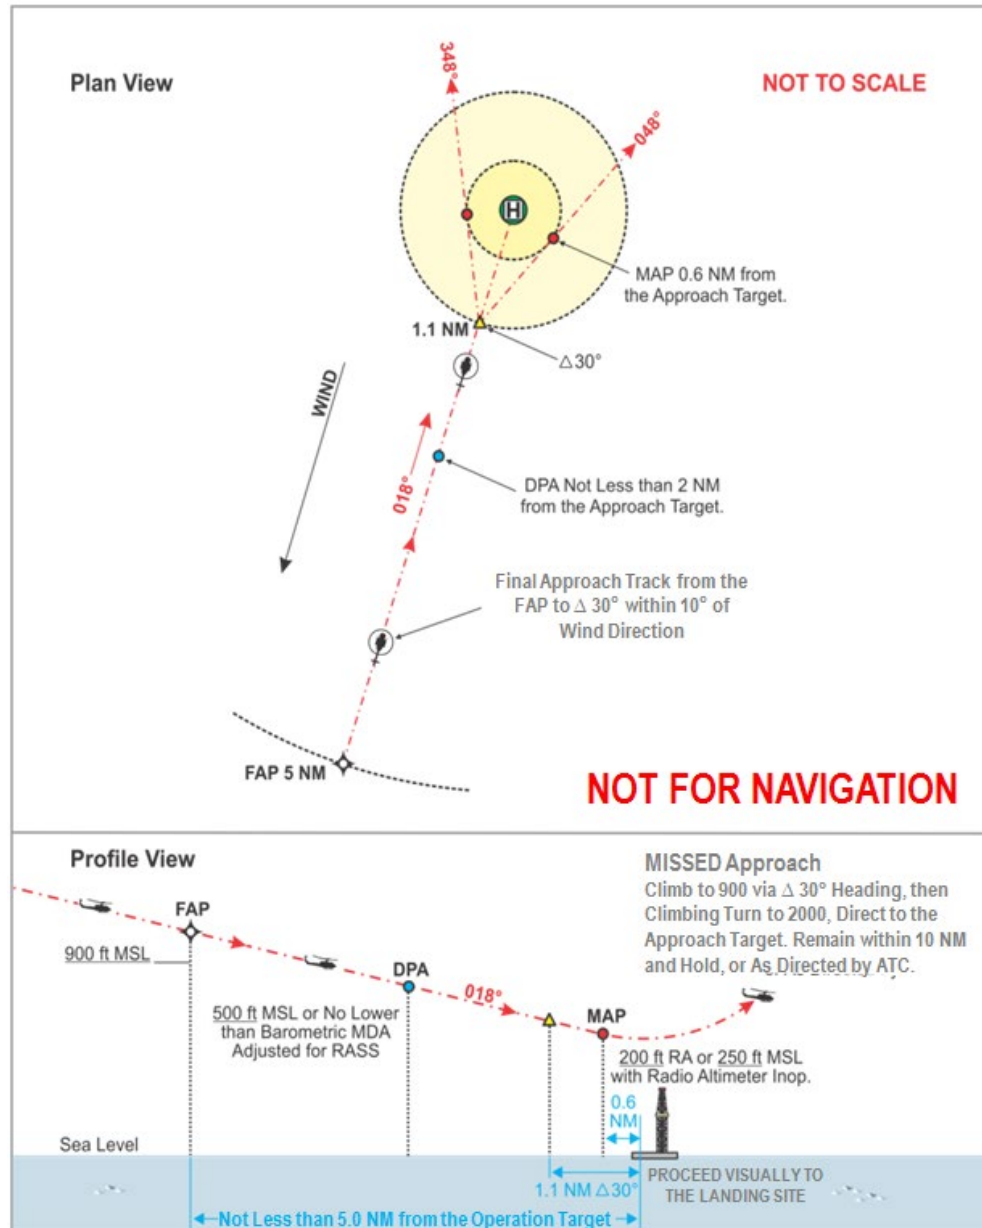 Plan View
NOT TO SCALE
348°
048°
H
MAP 0.6 NM from
the Approach Target.
1.1 NM
Δ30°
WIND
018°
DPA Not Less than 2 NM
from the Approach Target.
Final Approach Track from the
FAP to Δ 30° within 10° of
Wind Direction
FAP 5 NM
NOT FOR NAVIGATION
Profile View
MISSED Approach
Climb to 900 via Δ 30° Heading, then
Climbing Turn to 2000, Direct to the
Approach Target. Remain within 10 NM
and Hold, or As Directed by ATC.
FAP
900 ft MSL
DPA
018°
MAP
500 ft MSL or No Lower
than Barometric MDA
Adjusted for RASS
200 ft RA or 250 ft MSL
with Radio Altimeter Inop.
0.6
NM
Sea Level
1.1 NM Δ30°
PROCEED VISUALLY TO
THE LANDING SITE
Not Less than 5.0 NM from the Operation Target